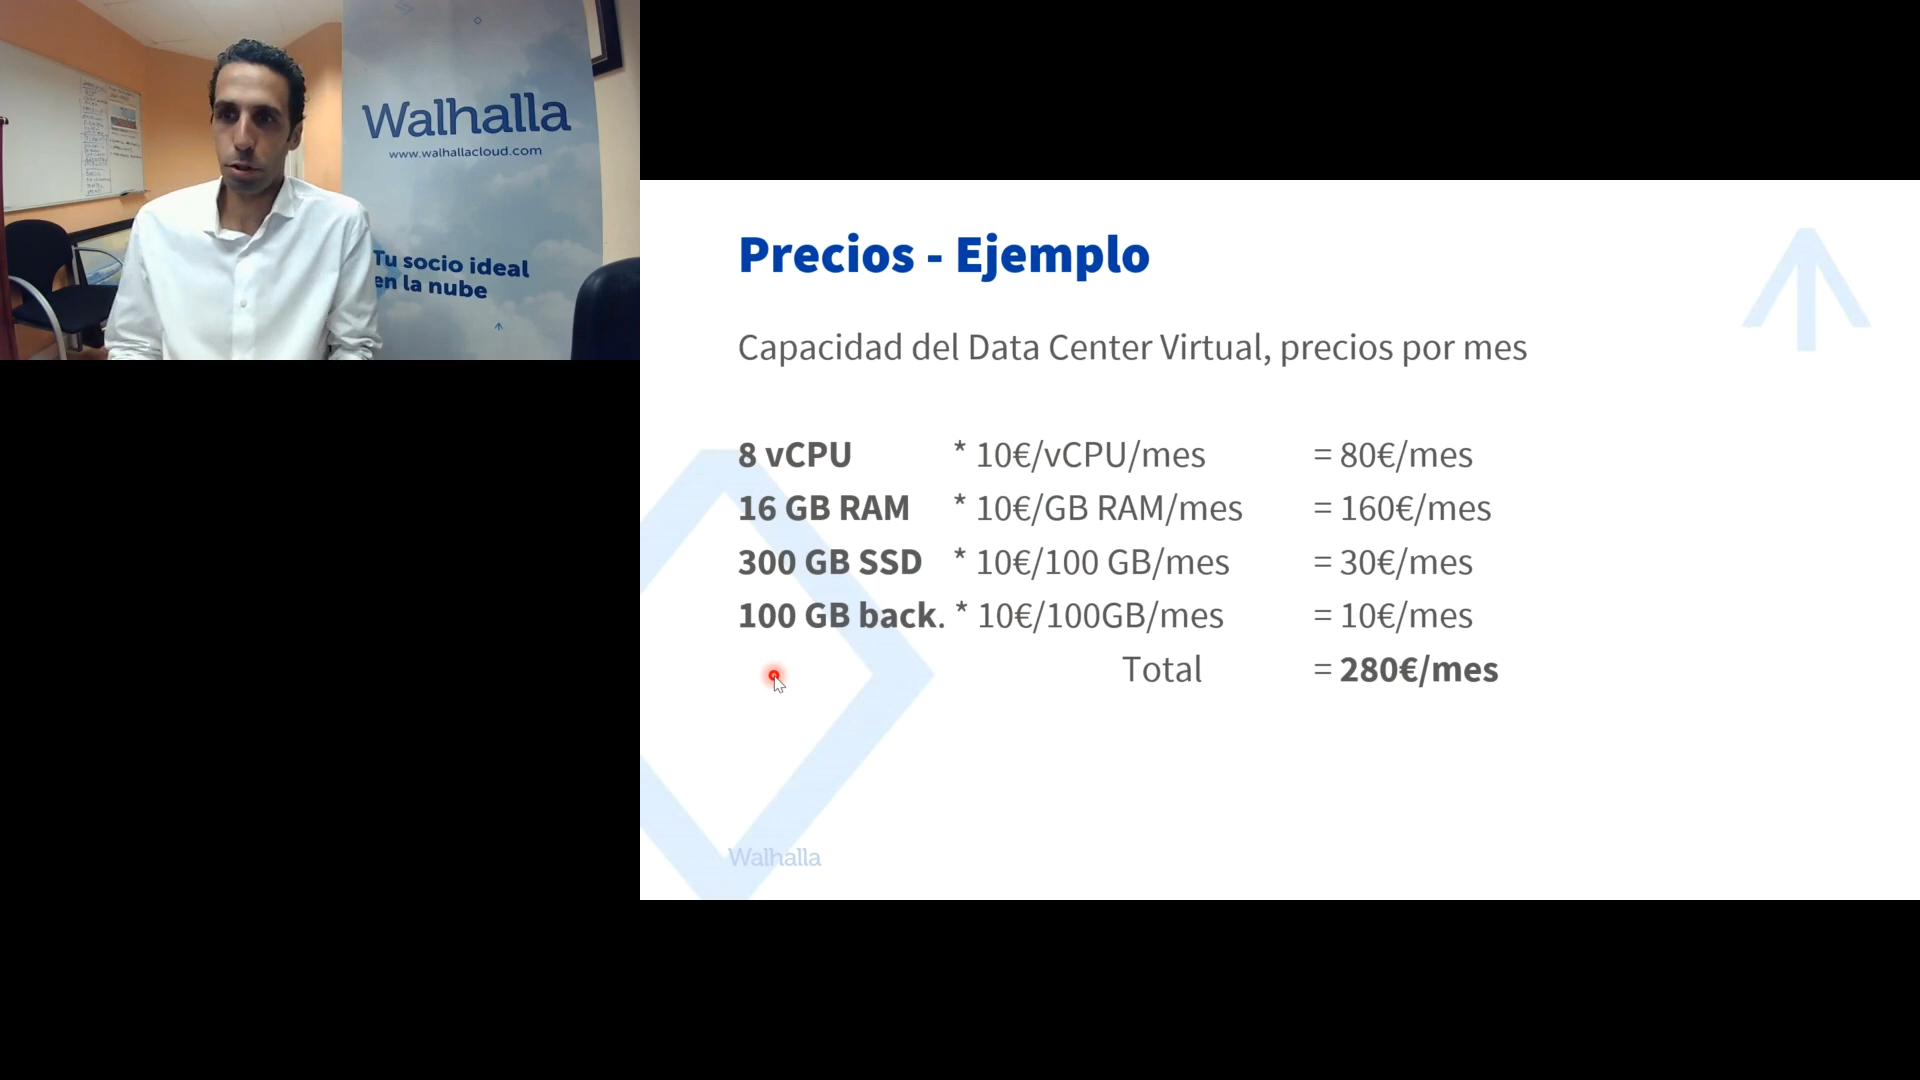 Walhalla
www.walhallacloud.com
Tu socio ideal
en la nube
Precios - Ejemplo
Capacidad del Data Center Virtual, precios por mes
8 vCPU * 10€/vCPU/mes = 80€/mes
16 GB RAM * 10€/GB RAM/mes = 160€/mes
300 GB SSD * 10€/100 GB/mes = 30€/mes
100 GB back. * 10€/100GB/mes = 10€/mes
Total = 280€/mes
Walhalla